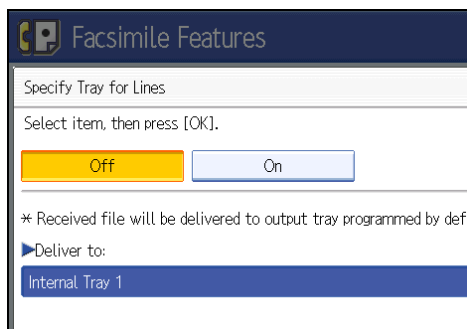 Facsimile Features
Specify Tray for Lines
Select item, then press [OK].
Off On
* Received file will be delivered to output tray programmed by def
▶Deliver to:
Internal Tray 1